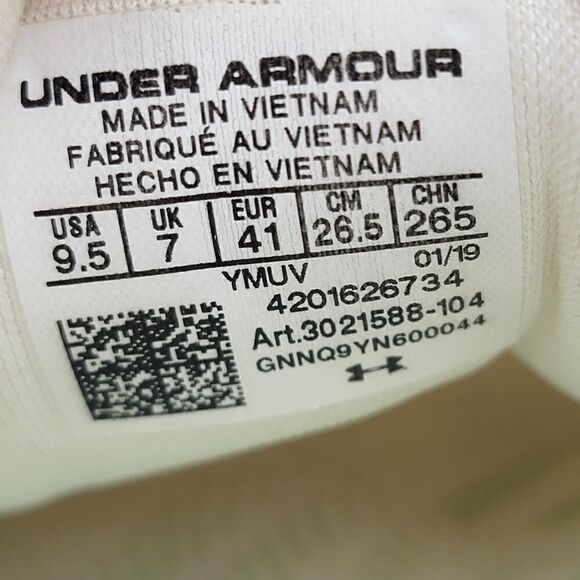 UNDER ARMOUR
MADE IN VIETNAM
FABRIQUÉ AU VIETNAM
HECHO EN VIETNAM
USA UK EUR CM CHN
9.5 7 41 26.5 265
YMUV 01/19
4201626734
Art.3021588-104
GNNQ9YN600044